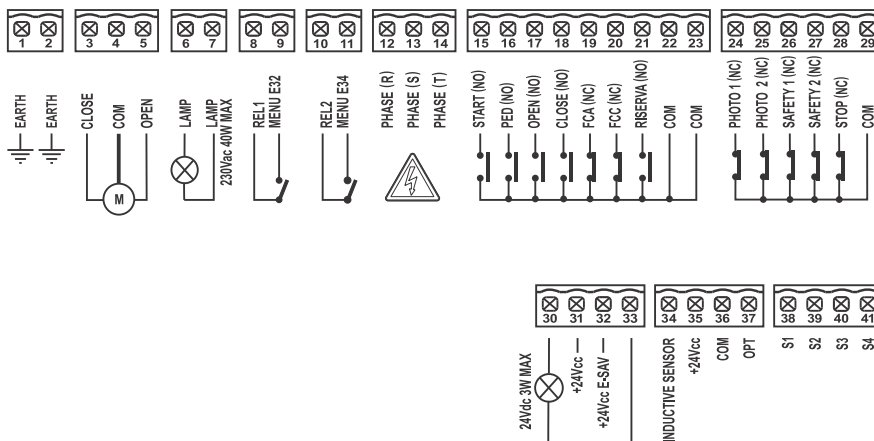 1 2
3 4 5
6 7
8 9
10 11
12 13 14
15 16 17 18 19 20 21 22 23
24 25 26 27 28 29
EARTH
EARTH
CLOSE
COM
OPEN
LAMP
LAMP
230Vac 40W MAX
REL1
MENU E32
REL2
MENU E34
PHASE (R)
PHASE (S)
PHASE (T)
START (NO)
PED (NO)
OPEN (NO)
CLOSE (NO)
FCA (NC)
FCC (NC)
RISERVA (NO)
COM
COM
PHOTO 1 (NC)
PHOTO 2 (NC)
SAFETY 1 (NC)
SAFETY 2 (NC)
STOP (NC)
COM
M
30 31 32 33
34 35 36 37
38 39 40 41
24Vdc 3W MAX
+24Vcc
+24Vcc E-SAV
INDUCTIVE SENSOR
+24Vcc
COM
OPT
S1
S2
S3
S4